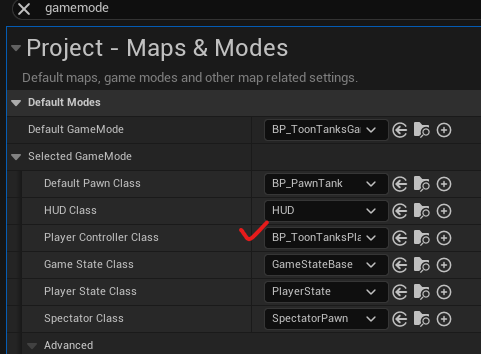 gamemode
Project - Maps & Modes
Default maps, game modes and other map related settings.
Default Modes
Default GameMode BP_ToonTanksGa
Selected GameMode
Default Pawn Class BP_PawnTank
HUD Class HUD
Player Controller Class BP_ToonTanksPla
Game State Class GameStateBase
Player State Class PlayerState
Spectator Class SpectatorPawn
Advanced